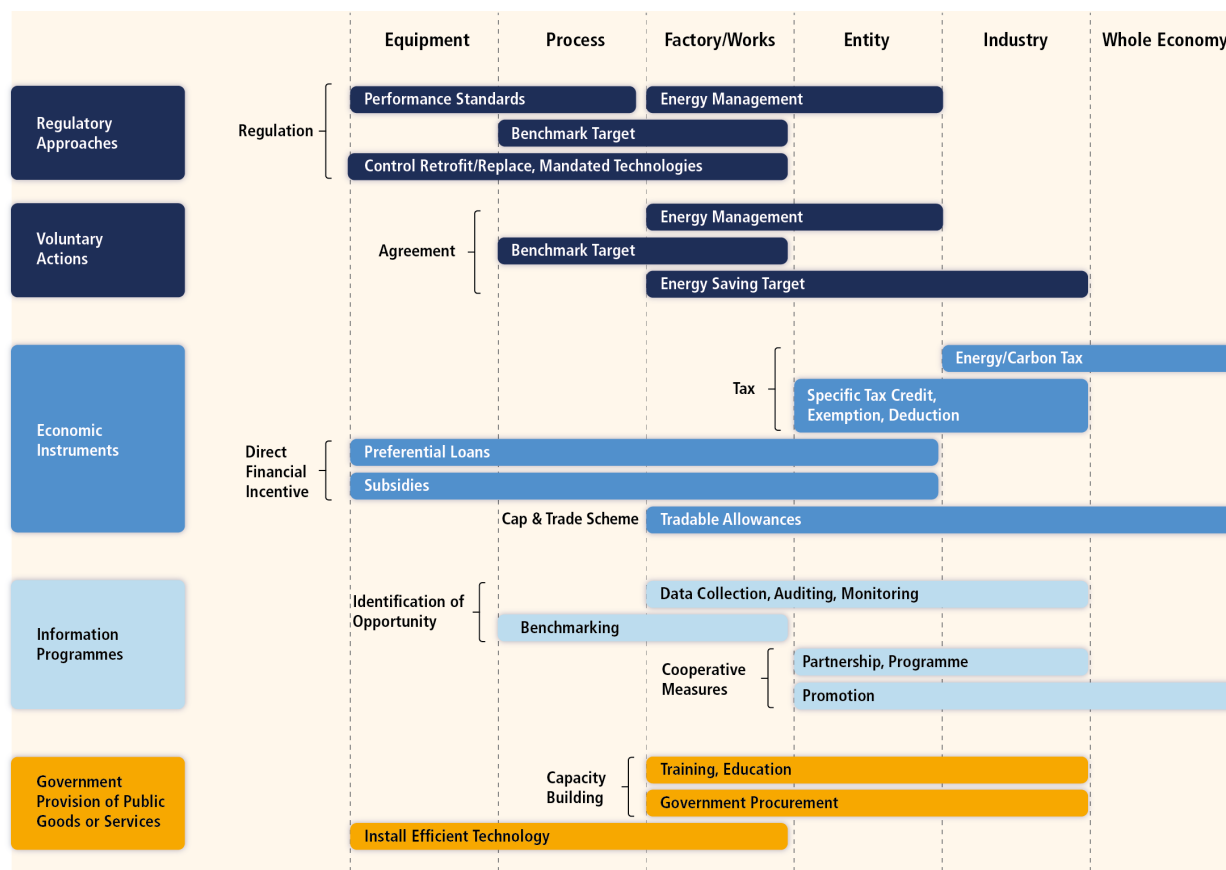 Equipment
Process
Factory/Works
Entity
Industry
Whole Economy
Regulatory
Approaches
Regulation
Performance Standards
Energy Management
Benchmark Target
Control Retrofit/Replace, Mandated Technologies
Voluntary
Actions
Agreement
Energy Management
Benchmark Target
Energy Saving Target
Economic
Instruments
Tax
Energy/Carbon Tax
Specific Tax Credit,
Exemption, Deduction
Direct
Financial
Incentive
Preferential Loans
Subsidies
Cap & Trade Scheme
Tradable Allowances
Information
Programmes
Identification of
Opportunity
Data Collection, Auditing, Monitoring
Benchmarking
Cooperative
Measures
Partnership, Programme
Promotion
Government
Provision of Public
Goods or Services
Capacity
Building
Training, Education
Government Procurement
Install Efficient Technology